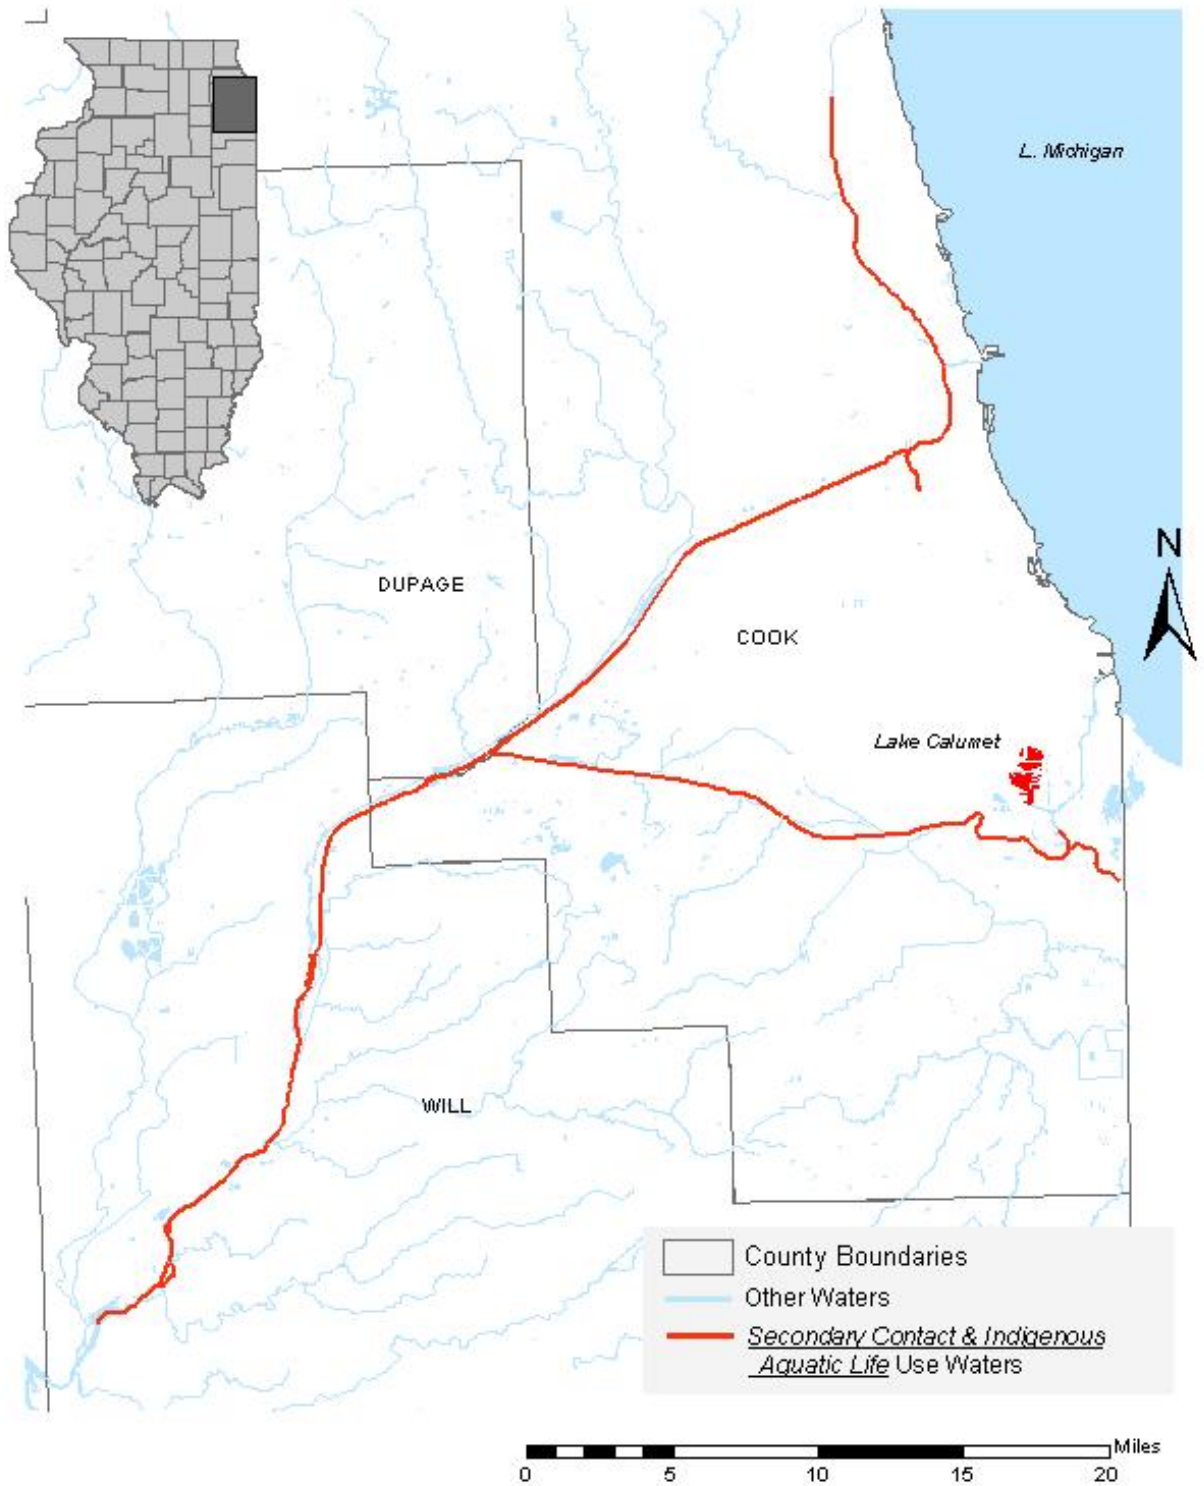 L. Michigan
N
DUPAGE
COOK
Lake Calumet
WILL
County Boundaries
Other Waters
Secondary Contact & Indigenous
Aquatic Life Use Waters
Miles
0 5 10 15 20